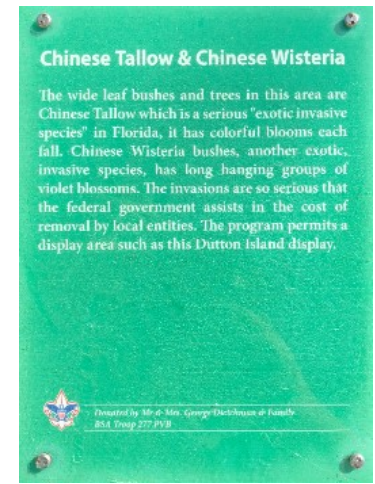 Chinese Tallow & Chinese Wisteria
The wide leaf bushes and trees in this area are
Chinese Tallow which is a serious "exotic invasive
species" in Florida, it has colorful blooms each
fall. Chinese Wisteria bushes, another exotic,
invasive species, has long hanging groups of
violet blossoms. The invasions are so serious that
the federal government assists in the cost of
removal by local entities. The program permits a
display area such as this Dutton Island display.
Donated by Mr & Mrs. George & Family
BSA Troop 277 PVB